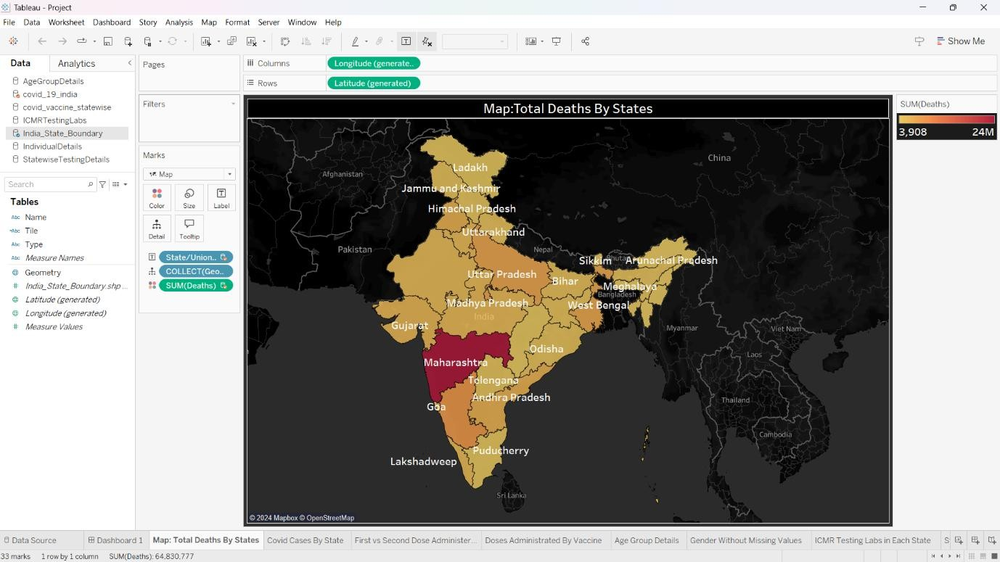 Tableau - Project
File Data Worksheet Dashboard Story Analysis Map Format Server Window Help
Show Me
Data
Analytics
AgeGroupDetails
covid_19_india
covid_vaccine_statewise
ICMRTestingLabs
India_State_Boundary
IndividualDetails
StatewiseTestingDetails
Search
Tables
Abc Name
Abc Tile
Abc Type
Abc Measure Names
Geometry
# India_State_Boundary.shp ...
Latitude (generated)
Longitude (generated)
# Measure Values
Pages
Filters
Marks
Map
Color
Size
Label
Detail
Tooltip
State/Union..
COLLECT(Geo..
SUM(Deaths)
Columns
Longitude (generate..
Rows
Latitude (generated)
Map:Total Deaths By States
China
Afghanistan
Ladakh
Jammu and Kashmir
Himachal Pradesh
Uttarakhand
Pakistan
Nepal
Sikkim
Bhuta
Arunachal Pradesh
Uttar Pradesh
Bihar
Meghalaya
Bangladesh
Madhya Pradesh
West Bengal
India
Gujarat
Myanmar
Viet Nam
Odisha
Laos
Maharashtra
Telengana
Andhra Pradesh
Thailand
Goa
Cambodia
Puducherry
Lakshadweep
Sri Lanka
© 2024 Mapbox © OpenStreetMap
SUM(Deaths)
3,908
24M
Data Source
Dashboard 1
Map: Total Deaths By States
Covid Cases By State
First vs Second Dose Administer...
Doses Administrated By Vaccine
Age Group Details
Gender Without Missing Values
ICMR Testing Labs in Each State
33 marks
1 row by 1 column
SUM(Deaths): 64,830,777